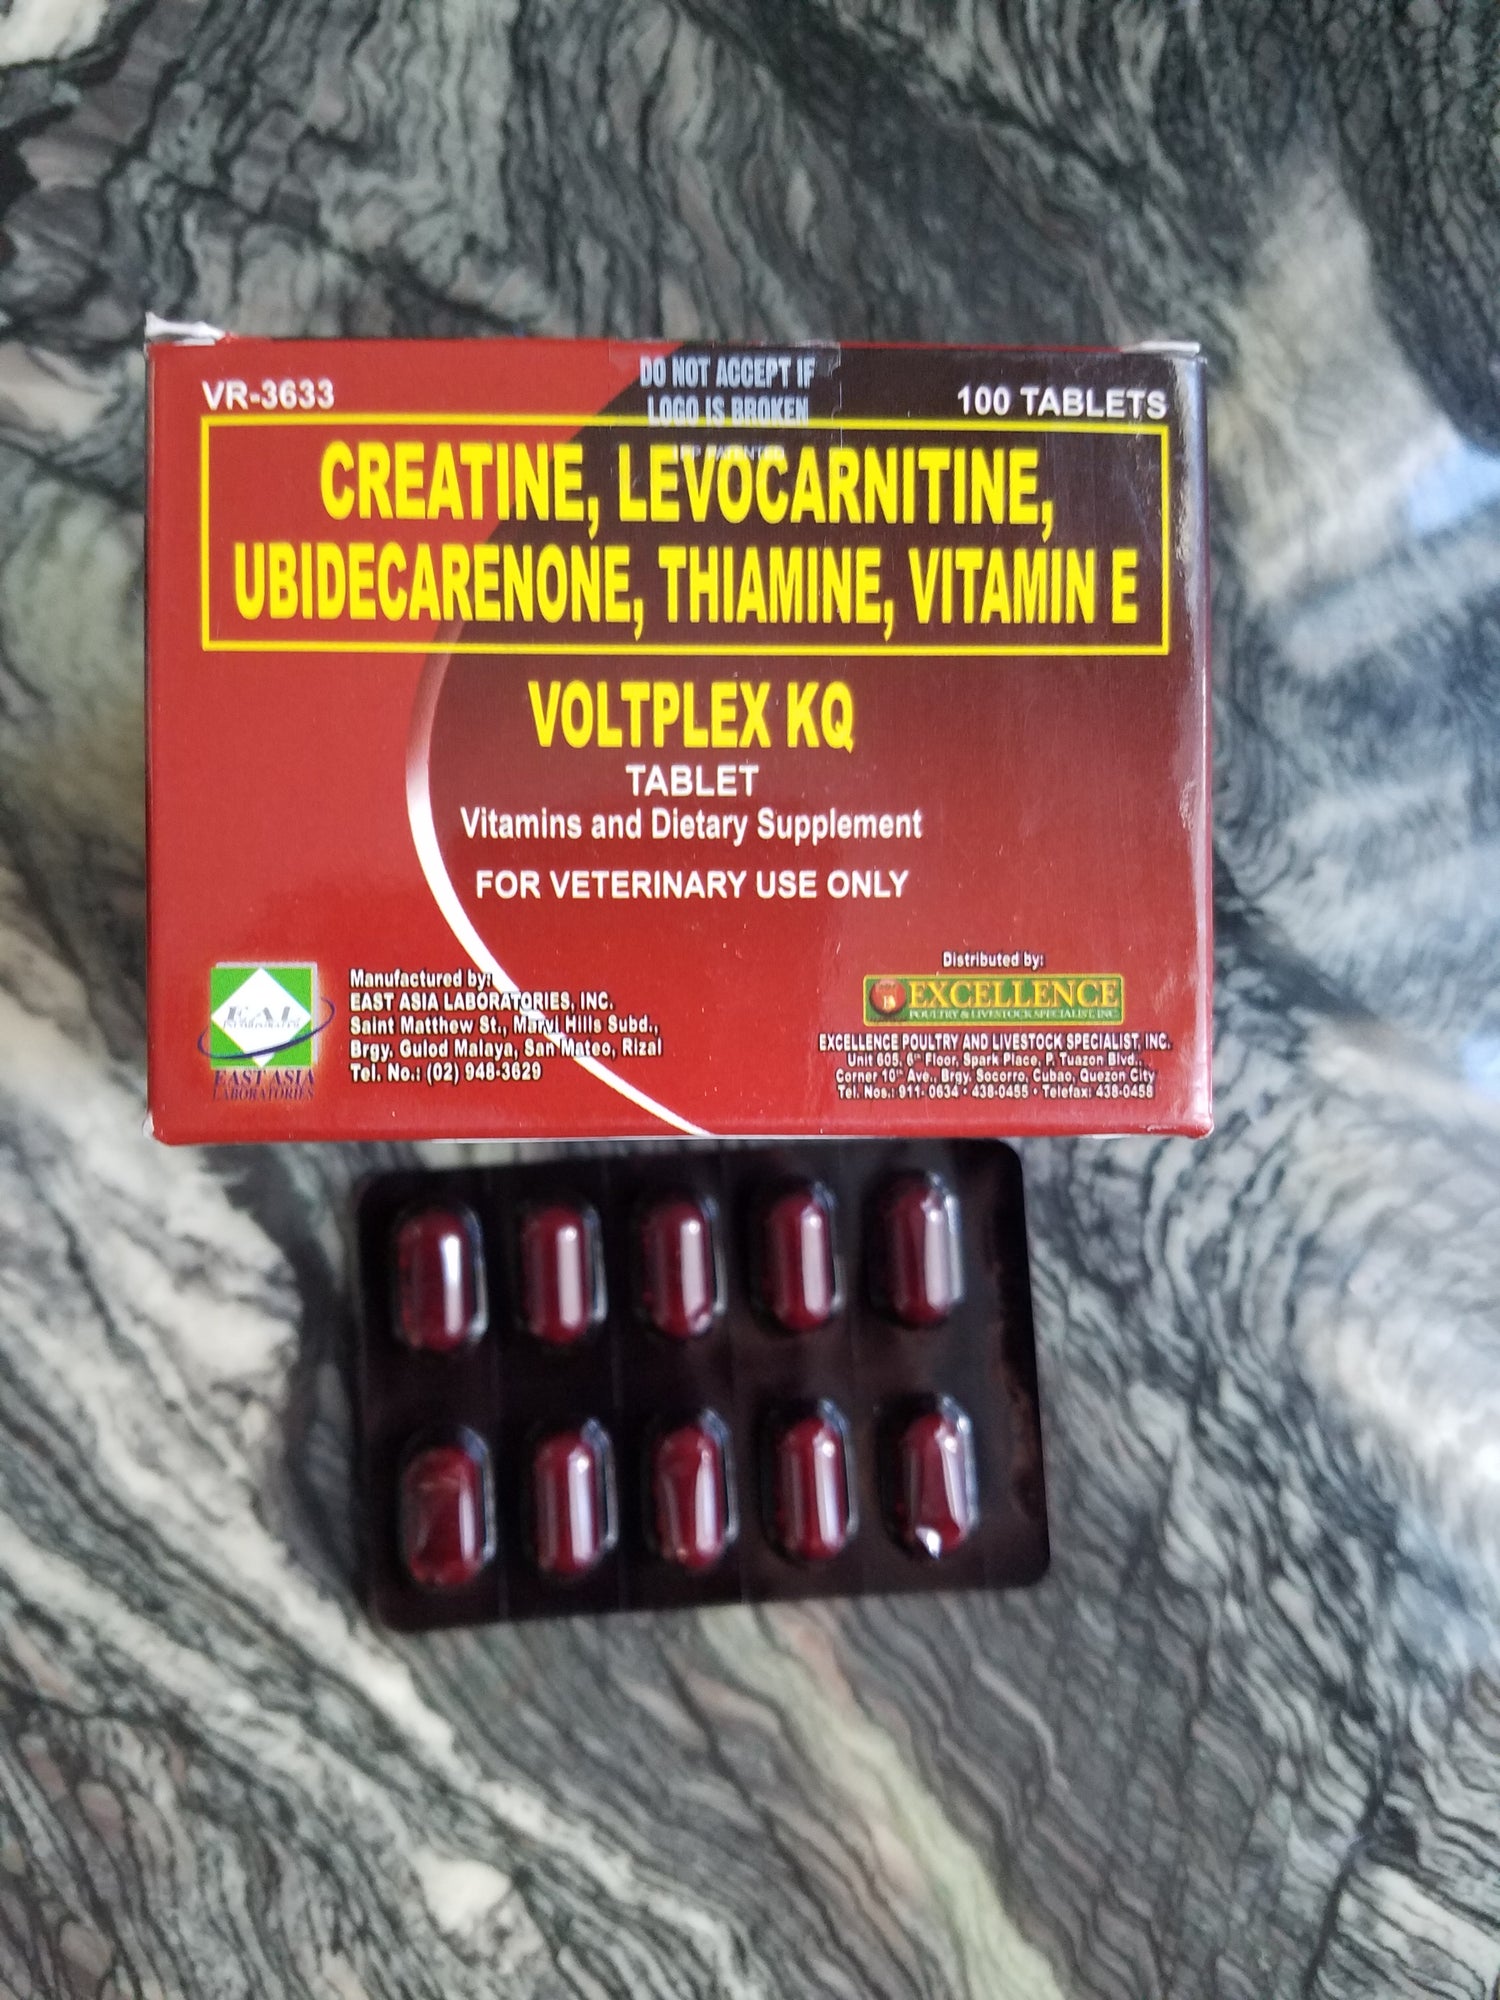 DO NOT ACCEPT IF
LOGO IS BROKEN
PATENTED
VR-3633
100 TABLETS
CREATINE, LEVOCARNITINE,
UBIDECARENONE, THIAMINE, VITAMIN E
VOLTPLEX KQ
TABLET
Vitamins and Dietary Supplement
FOR VETERINARY USE ONLY
EAL
INCORPORATED
EAST ASIA
LABORATORIES
Manufactured by:
EAST ASIA LABORATORIES, INC.
Saint Matthew St., Marvi Hills Subd.,
Brgy. Gulod Malaya, San Mateo, Rizal
Tel. No.: (02) 948-3629
Distributed by:
EXCELLENCE
POULTRY & LIVESTOCK SPECIALIST, INC.
EXCELLENCE POULTRY AND LIVESTOCK SPECIALIST, INC.
Unit 605, 6th Floor, Spark Place, P. Tuazon Blvd.,
Corner 10th Ave., Brgy. Socorro, Cubao, Quezon City
Tel. Nos.: 911- 0634 • 438-0455 • Telefax: 438-0458